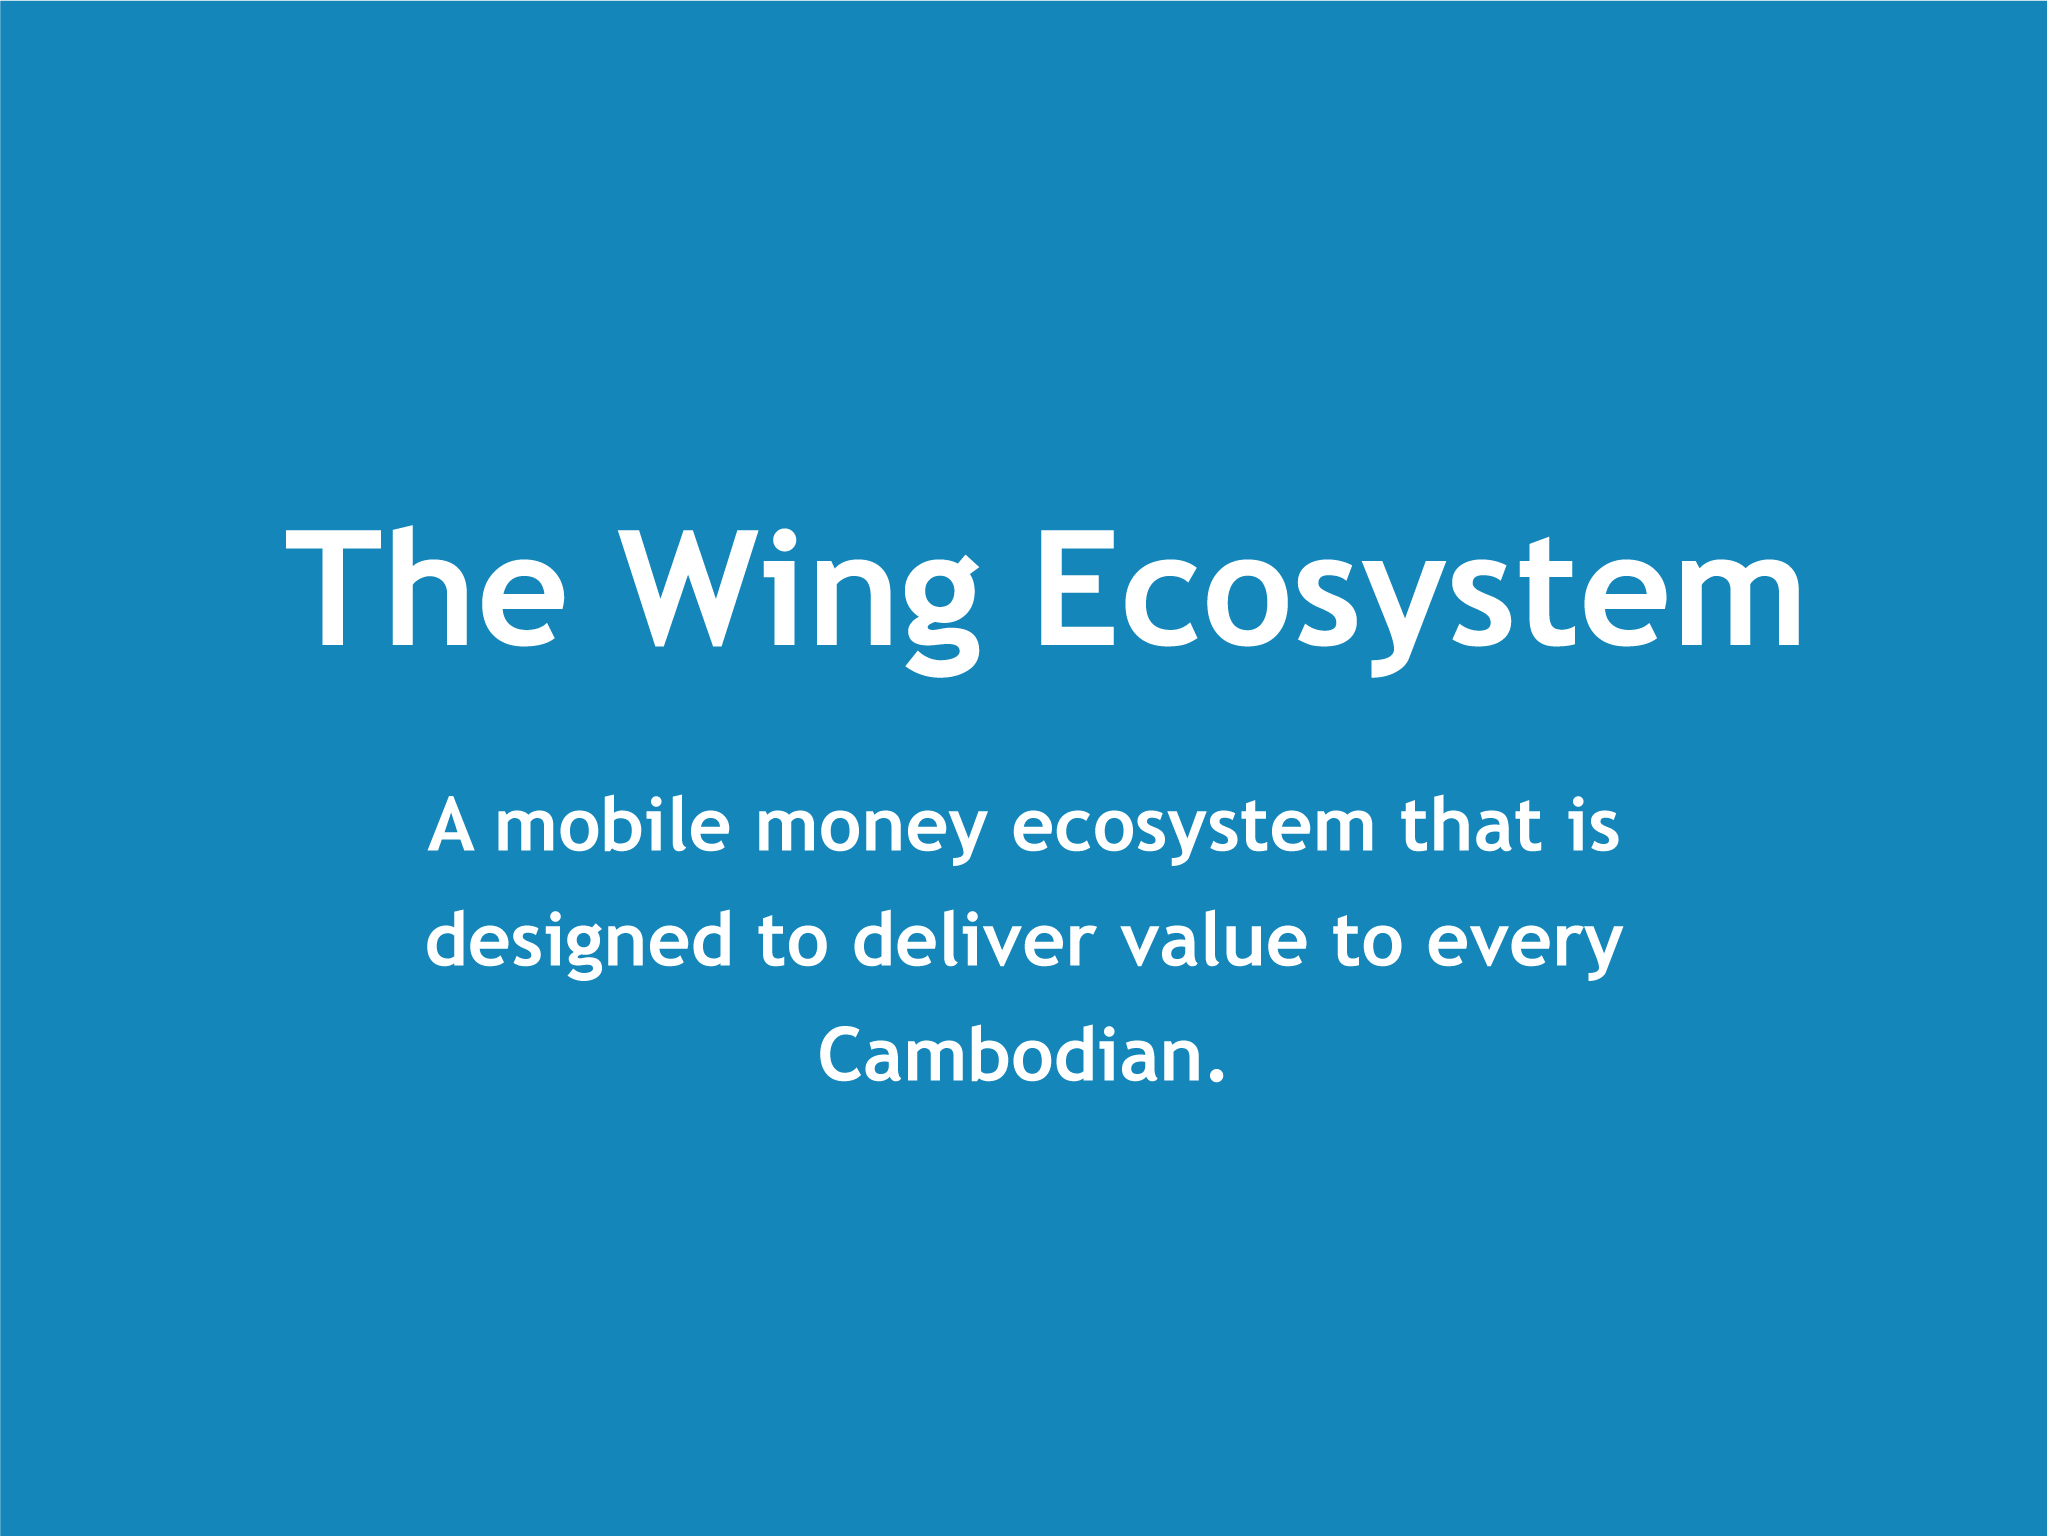 The Wing Ecosystem
A mobile money ecosystem that is
designed to deliver value to every
Cambodian.